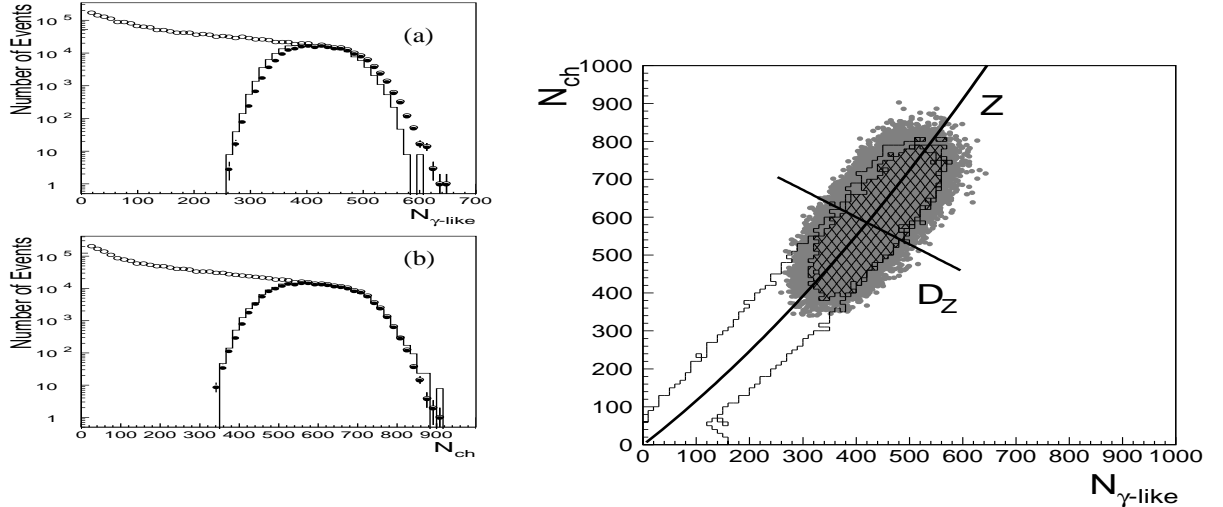 Number of Events
10^5
10^4
10^3
10^2
10
1
(a)
0 100 200 300 400 500 600 700
N_γ-like
Number of Events
10^5
10^4
10^3
10^2
10
1
(b)
0 100 200 300 400 500 600 700 800 900
N_ch
N_ch
1000
900
800
700
600
500
400
300
200
100
0
Z
D_Z
0 100 200 300 400 500 600 700 800 900 1000
N_γ-like